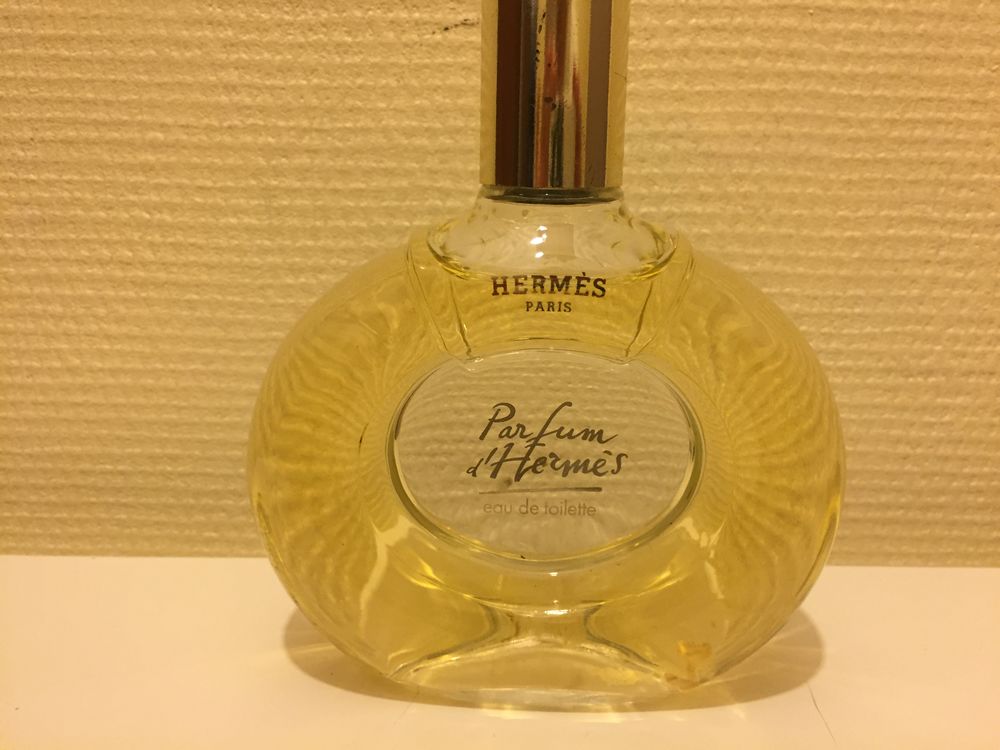 HERMÈS
PARIS
Parfum
d'Hermès
eau de toilette